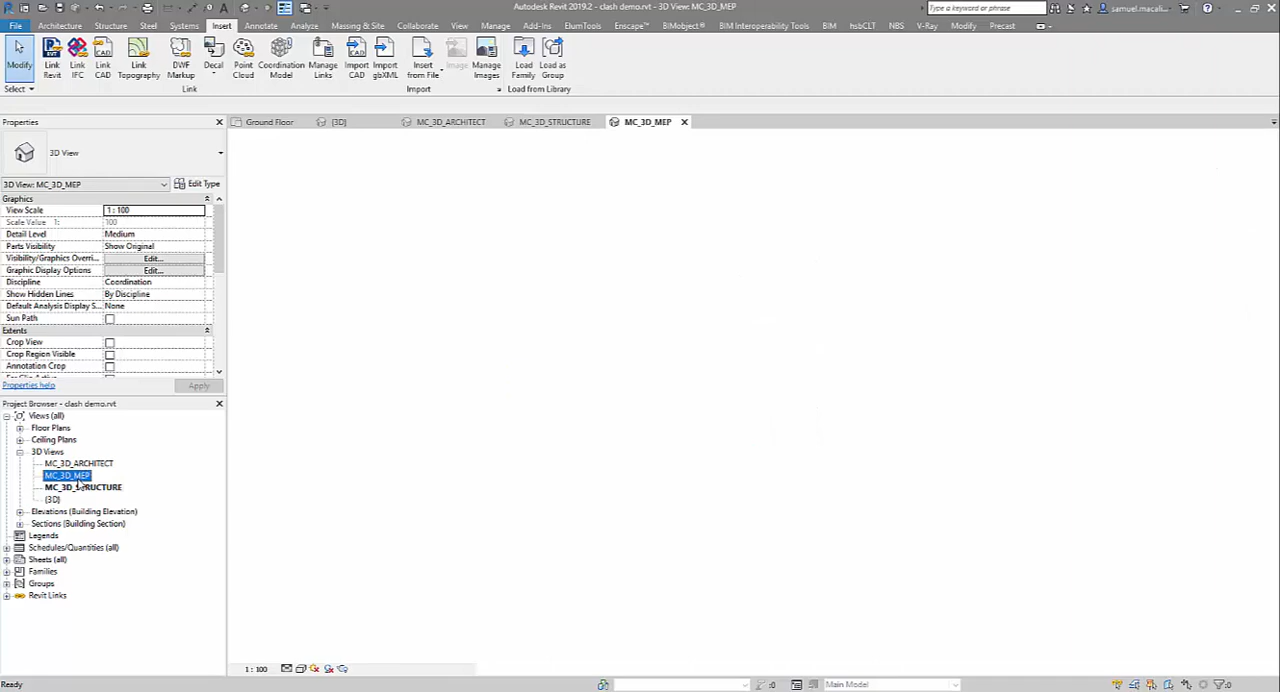 Autodesk Revit 2019.2 - clash demo.rvt - 3D View: MC_3D_MEP
Type a keyword or phrase
samuel.macali...
File Architecture Structure Steel Systems Insert Annotate Analyze Massing & Site Collaborate View Manage Add-Ins ElumTools Enscape™ BIMobject® BIM Interoperability Tools BIM hsbCLT NBS V-Ray Modify Precast
Modify
Link Revit
Link IFC
Link CAD
Link Topography
DWF Markup
Decal
Point Cloud
Coordination Model
Manage Links
Import CAD
Import gbXML
Insert from File
Image
Manage Images
Load Family
Load as Group
Select Link Import Load from Library
Properties
Ground Floor {3D} MC_3D_ARCHITECT MC_3D_STRUCTURE MC_3D_MEP
3D View
3D View: MC_3D_MEP Edit Type
Graphics
View Scale 1 : 100
Scale Value 1: 100
Detail Level Medium
Parts Visibility Show Original
Visibility/Graphics Overri... Edit...
Graphic Display Options Edit...
Discipline Coordination
Show Hidden Lines By Discipline
Default Analysis Display S... None
Sun Path
Extents
Crop View
Crop Region Visible
Annotation Crop
Properties help Apply
Project Browser - clash demo.rvt
Views (all)
Floor Plans
Ceiling Plans
3D Views
MC_3D_ARCHITECT
MC_3D_MEP
MC_3D_STRUCTURE
{3D}
Elevations (Building Elevation)
Sections (Building Section)
Legends
Schedules/Quantities (all)
Sheets (all)
Families
Groups
Revit Links
1 : 100
Ready :0 Main Model :0